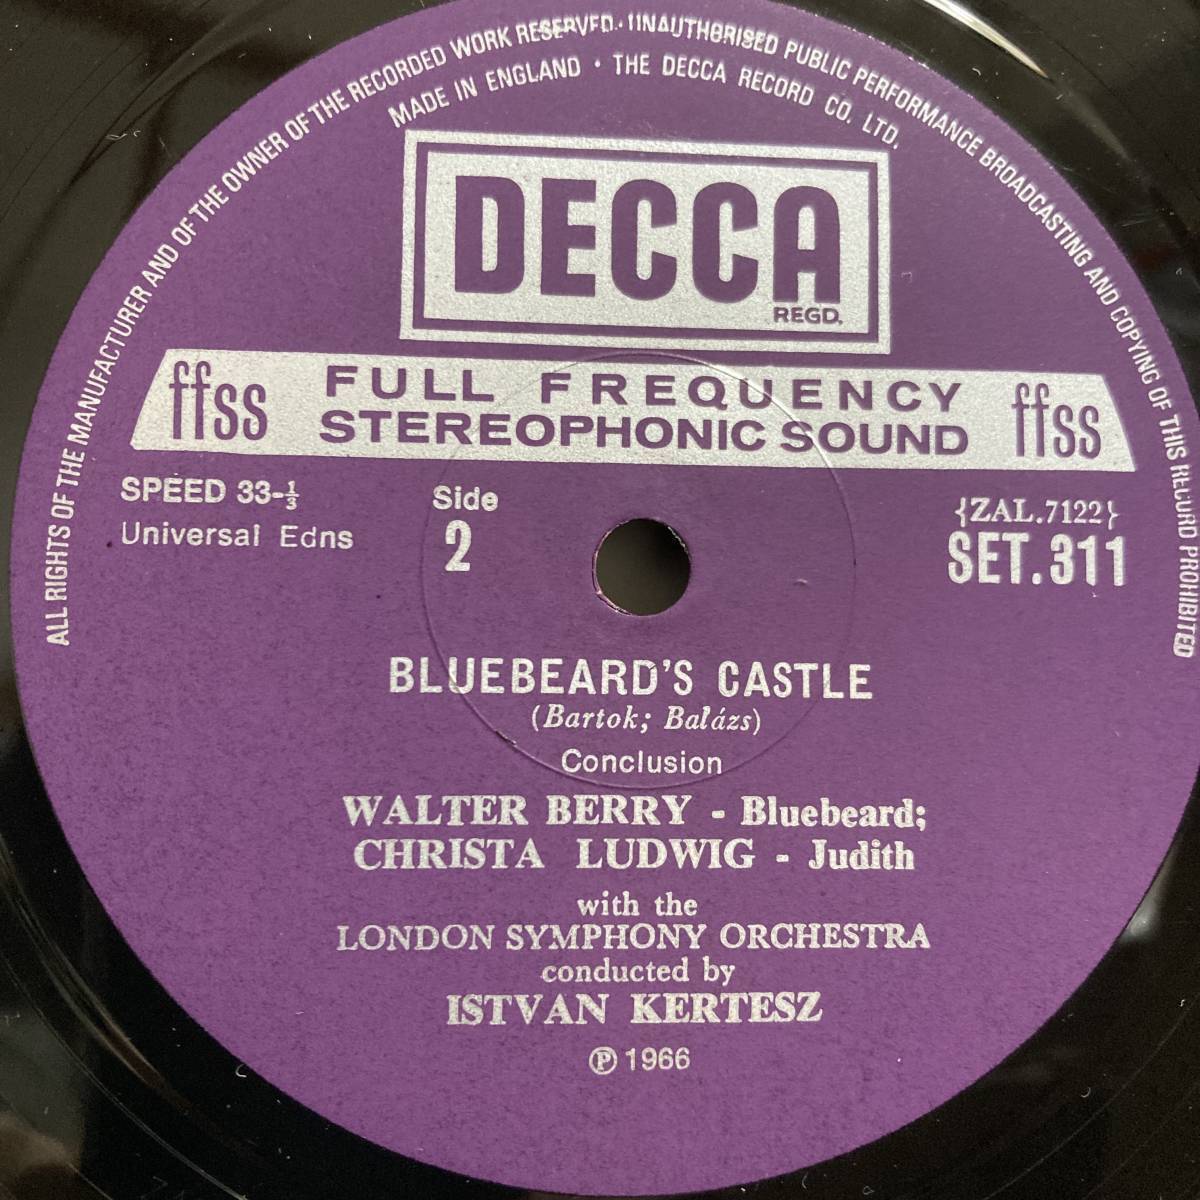 ALL RIGHTS OF THE MANUFACTURER AND OF THE OWNER OF THE RECORDED WORK RESERVED. UNAUTHORISED PUBLIC PERFORMANCE BROADCASTING AND COPYING OF THIS RECORD PROHIBITED
MADE IN ENGLAND · THE DECCA RECORD CO. LTD.
DECCA
REGD.
ffss FULL FREQUENCY ffss
STEREOPHONIC SOUND
SPEED 33-⅓ Side {ZAL.7122}
Universal Edns 2 SET.311
BLUEBEARD'S CASTLE
(Bartok; Balázs)
Conclusion
WALTER BERRY - Bluebeard;
CHRISTA LUDWIG - Judith
with the
LONDON SYMPHONY ORCHESTRA
conducted by
ISTVAN KERTESZ
℗ 1966